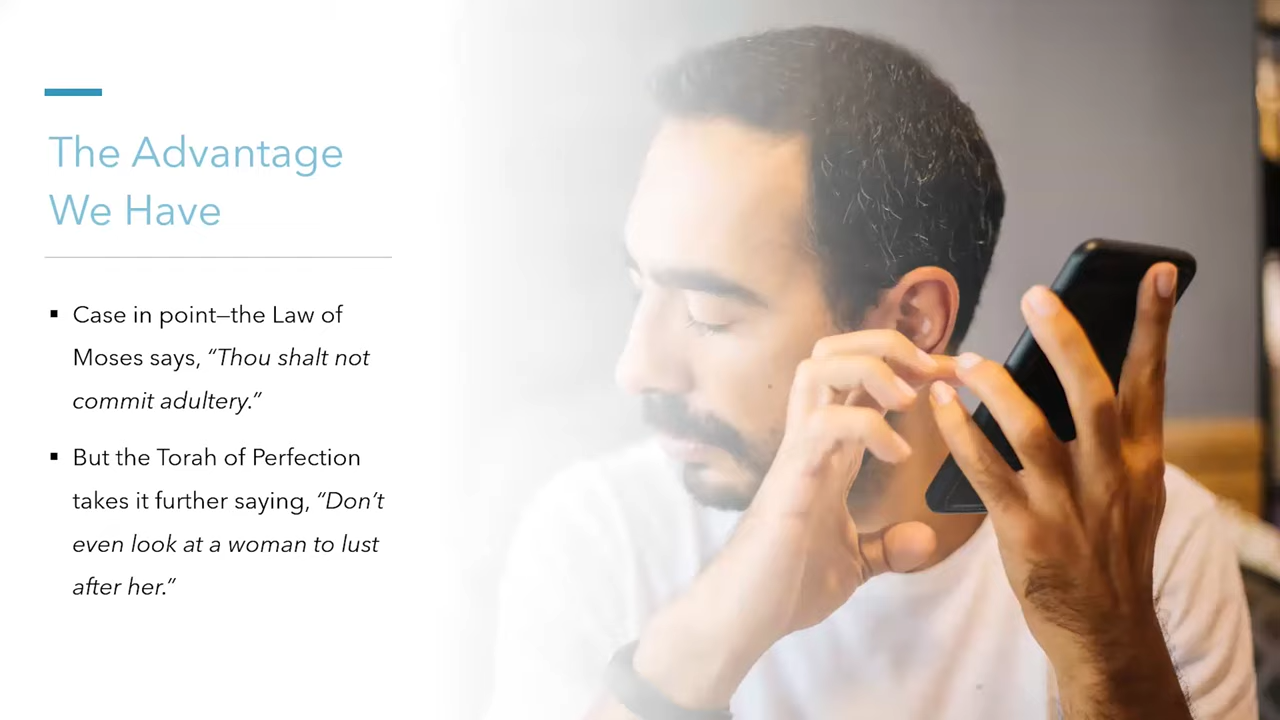 The Advantage
We Have
Case in point—the Law of
Moses says, “Thou shalt not
commit adultery.”
But the Torah of Perfection
takes it further saying, “Don’t
even look at a woman to lust
after her.”